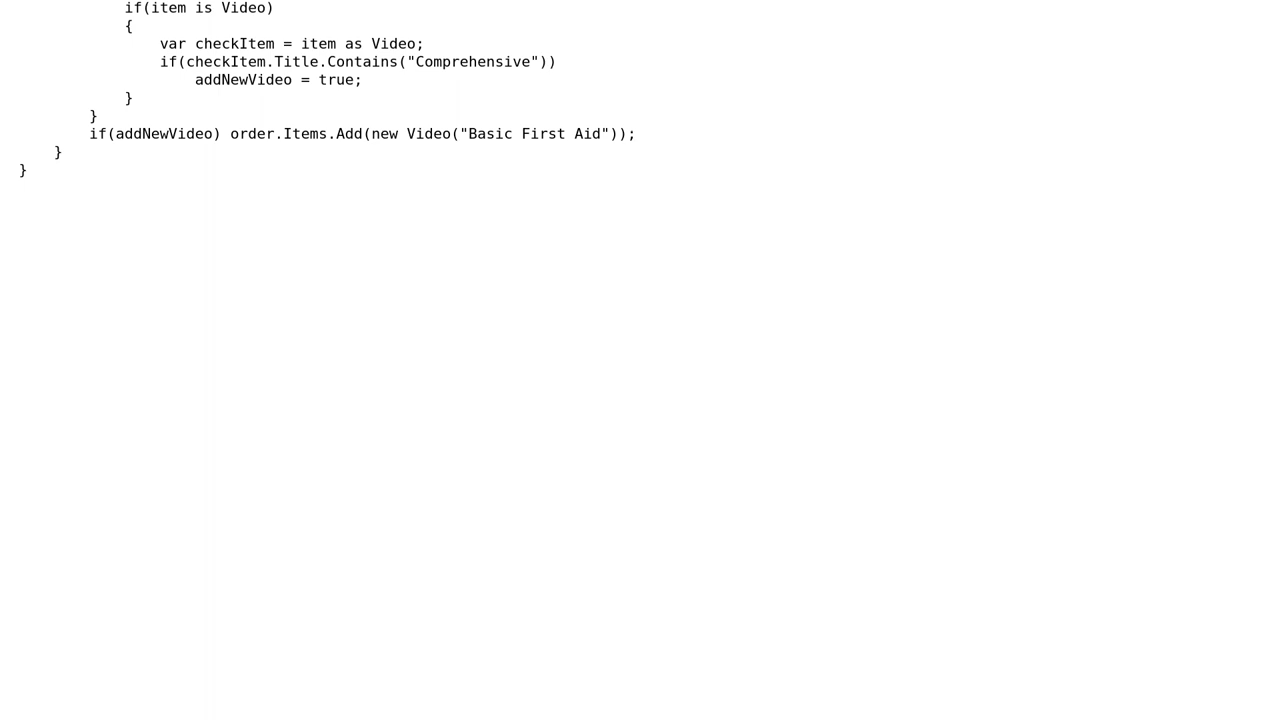 if(item is Video)
{
var checkItem = item as Video;
if(checkItem.Title.Contains("Comprehensive"))
addNewVideo = true;
}
}
if(addNewVideo) order.Items.Add(new Video("Basic First Aid"));
}
}